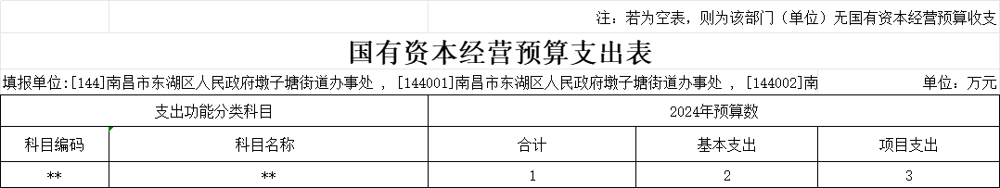 注：若为空表，则为该部门（单位）无国有资本经营预算收支
国有资本经营预算支出表
填报单位:[144]南昌市东湖区人民政府墩子塘街道办事处 , [144001]南昌市东湖区人民政府墩子塘街道办事处 , [144002]南 单位：万元
支出功能分类科目 2024年预算数
科目编码 科目名称 合计 基本支出 项目支出
** ** 1 2 3